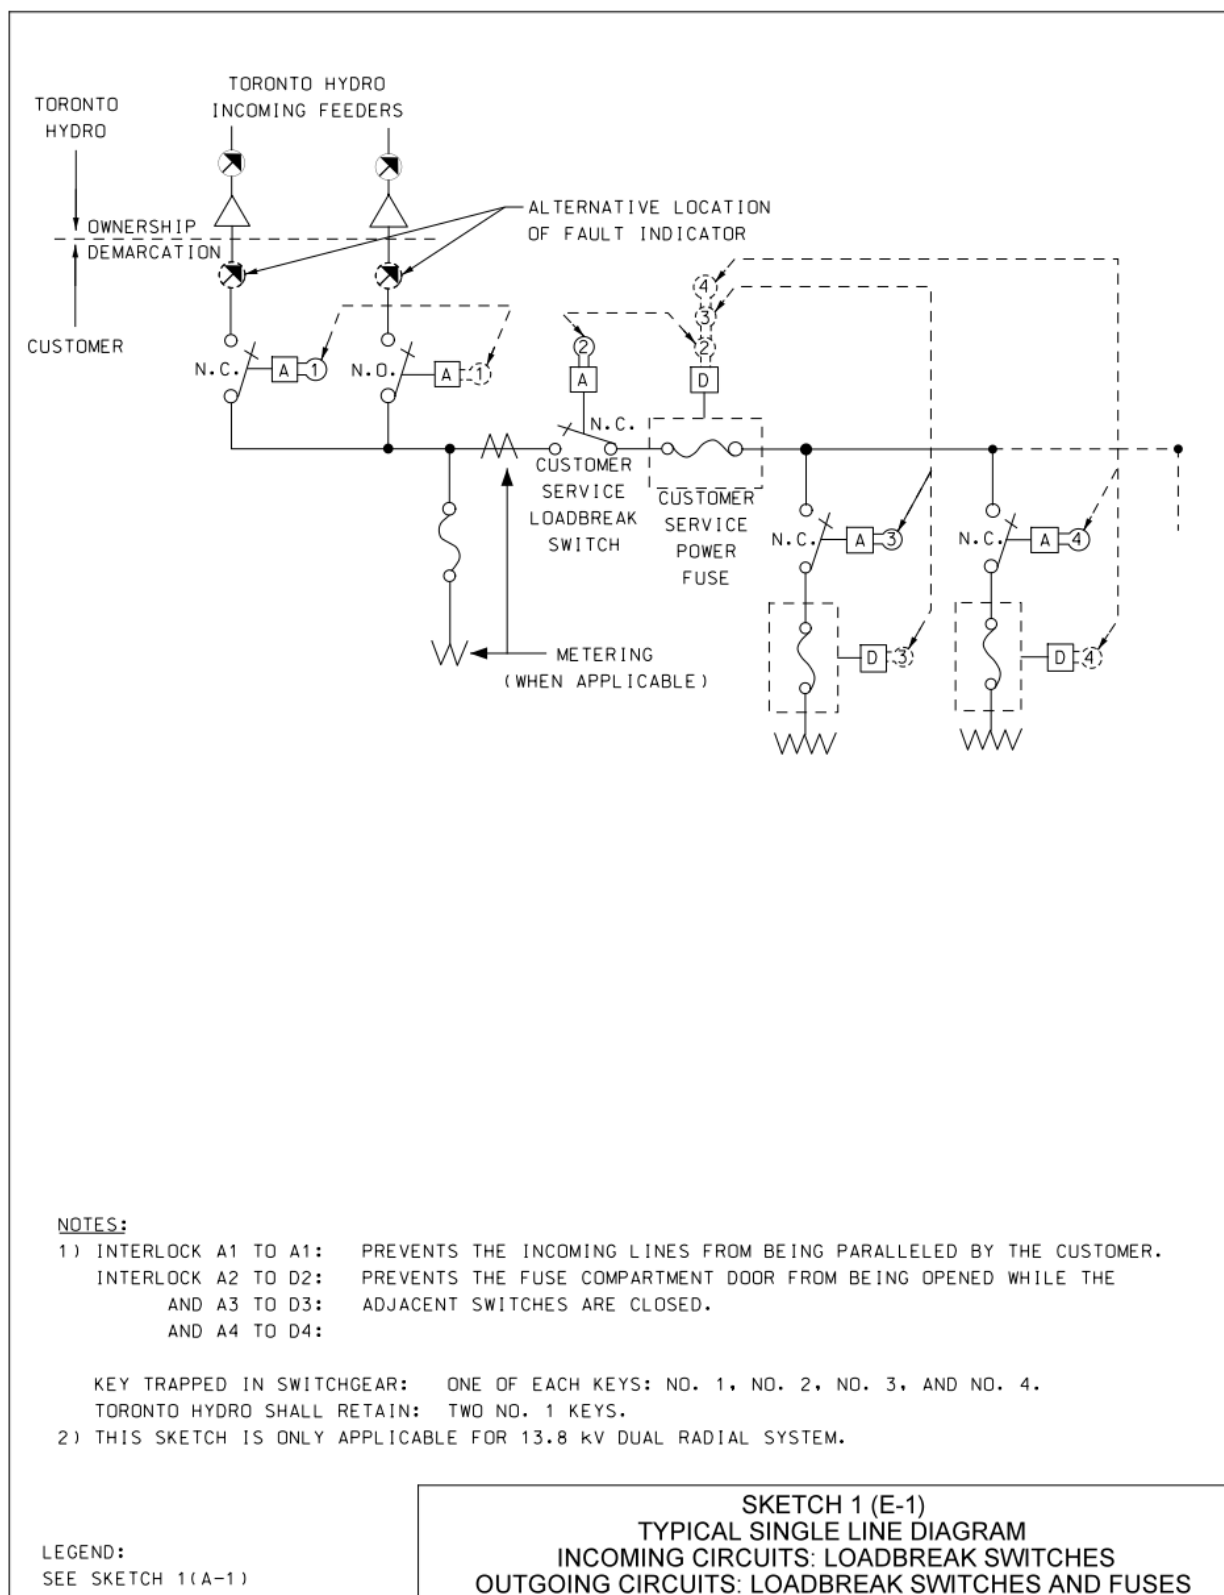 TORONTO HYDRO
INCOMING FEEDERS
TORONTO
HYDRO
OWNERSHIP
DEMARCATION
CUSTOMER
ALTERNATIVE LOCATION
OF FAULT INDICATOR
N.C.
A
1
N.O.
A
1
2
A
N.C.
4
3
2
D
CUSTOMER
SERVICE
LOADBREAK
SWITCH
CUSTOMER
SERVICE
POWER
FUSE
N.C.
A
3
N.C.
A
4
D
3
D
4
METERING
(WHEN APPLICABLE)
NOTES:
1) INTERLOCK A1 TO A1: PREVENTS THE INCOMING LINES FROM BEING PARALLELED BY THE CUSTOMER.
INTERLOCK A2 TO D2: PREVENTS THE FUSE COMPARTMENT DOOR FROM BEING OPENED WHILE THE
AND A3 TO D3: ADJACENT SWITCHES ARE CLOSED.
AND A4 TO D4:
KEY TRAPPED IN SWITCHGEAR: ONE OF EACH KEYS: NO. 1, NO. 2, NO. 3, AND NO. 4.
TORONTO HYDRO SHALL RETAIN: TWO NO. 1 KEYS.
2) THIS SKETCH IS ONLY APPLICABLE FOR 13.8 kV DUAL RADIAL SYSTEM.
LEGEND:
SEE SKETCH 1(A-1)
SKETCH 1 (E-1)
TYPICAL SINGLE LINE DIAGRAM
INCOMING CIRCUITS: LOADBREAK SWITCHES
OUTGOING CIRCUITS: LOADBREAK SWITCHES AND FUSES